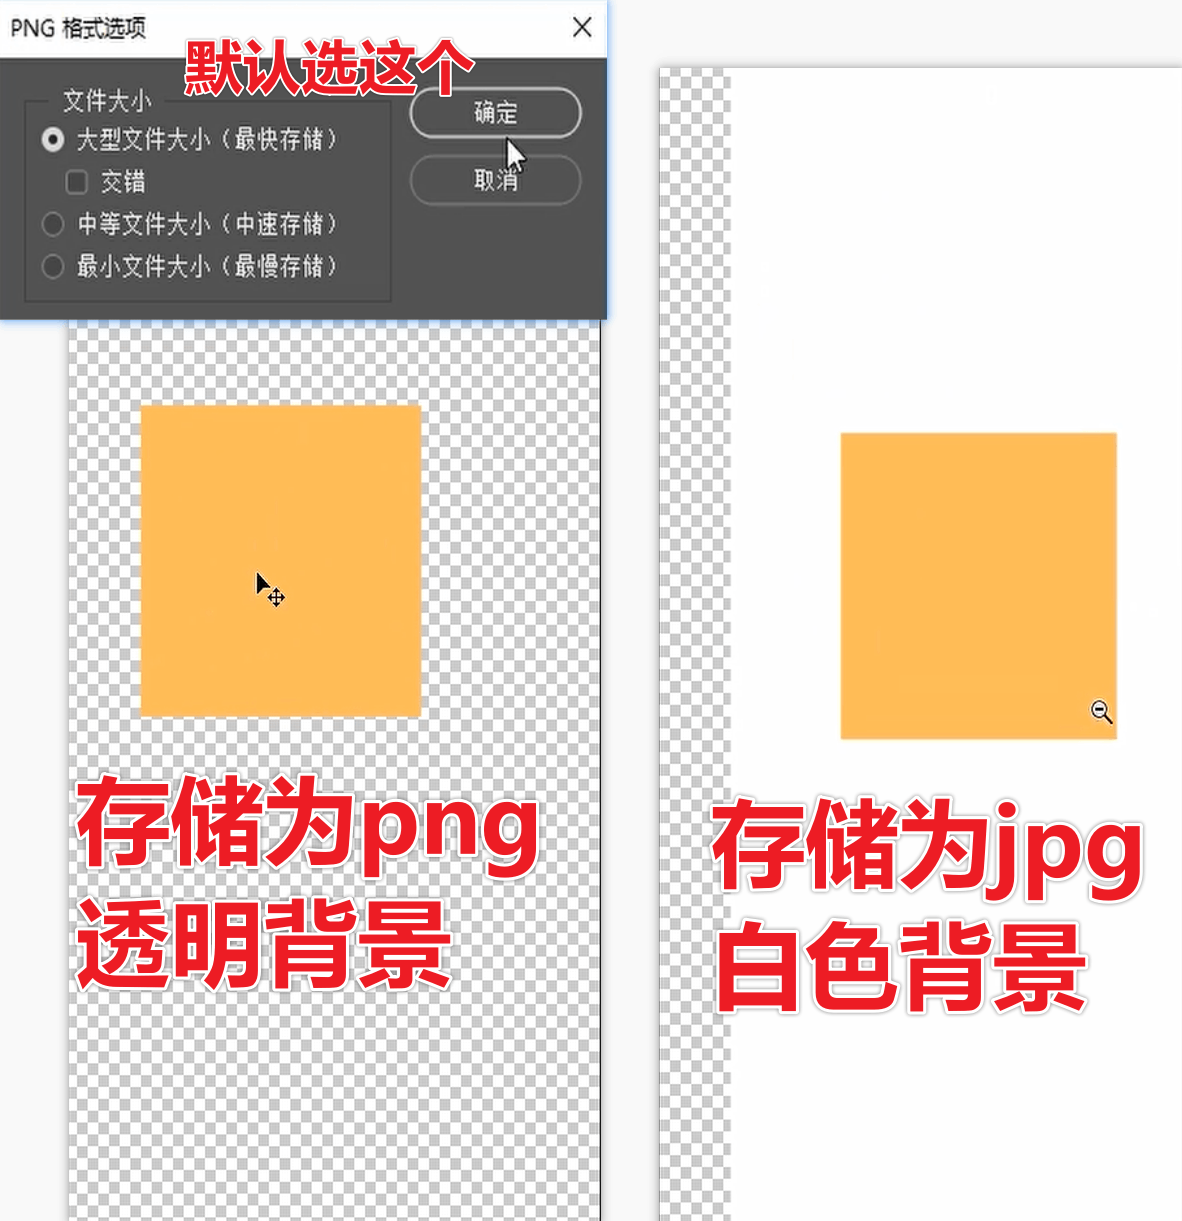 PNG 格式选项
默认选这个
文件大小
大型文件大小（最快存储）
交错
中等文件大小（中速存储）
最小文件大小（最慢存储）
确定
取消
存储为png
透明背景
存储为jpg
白色背景